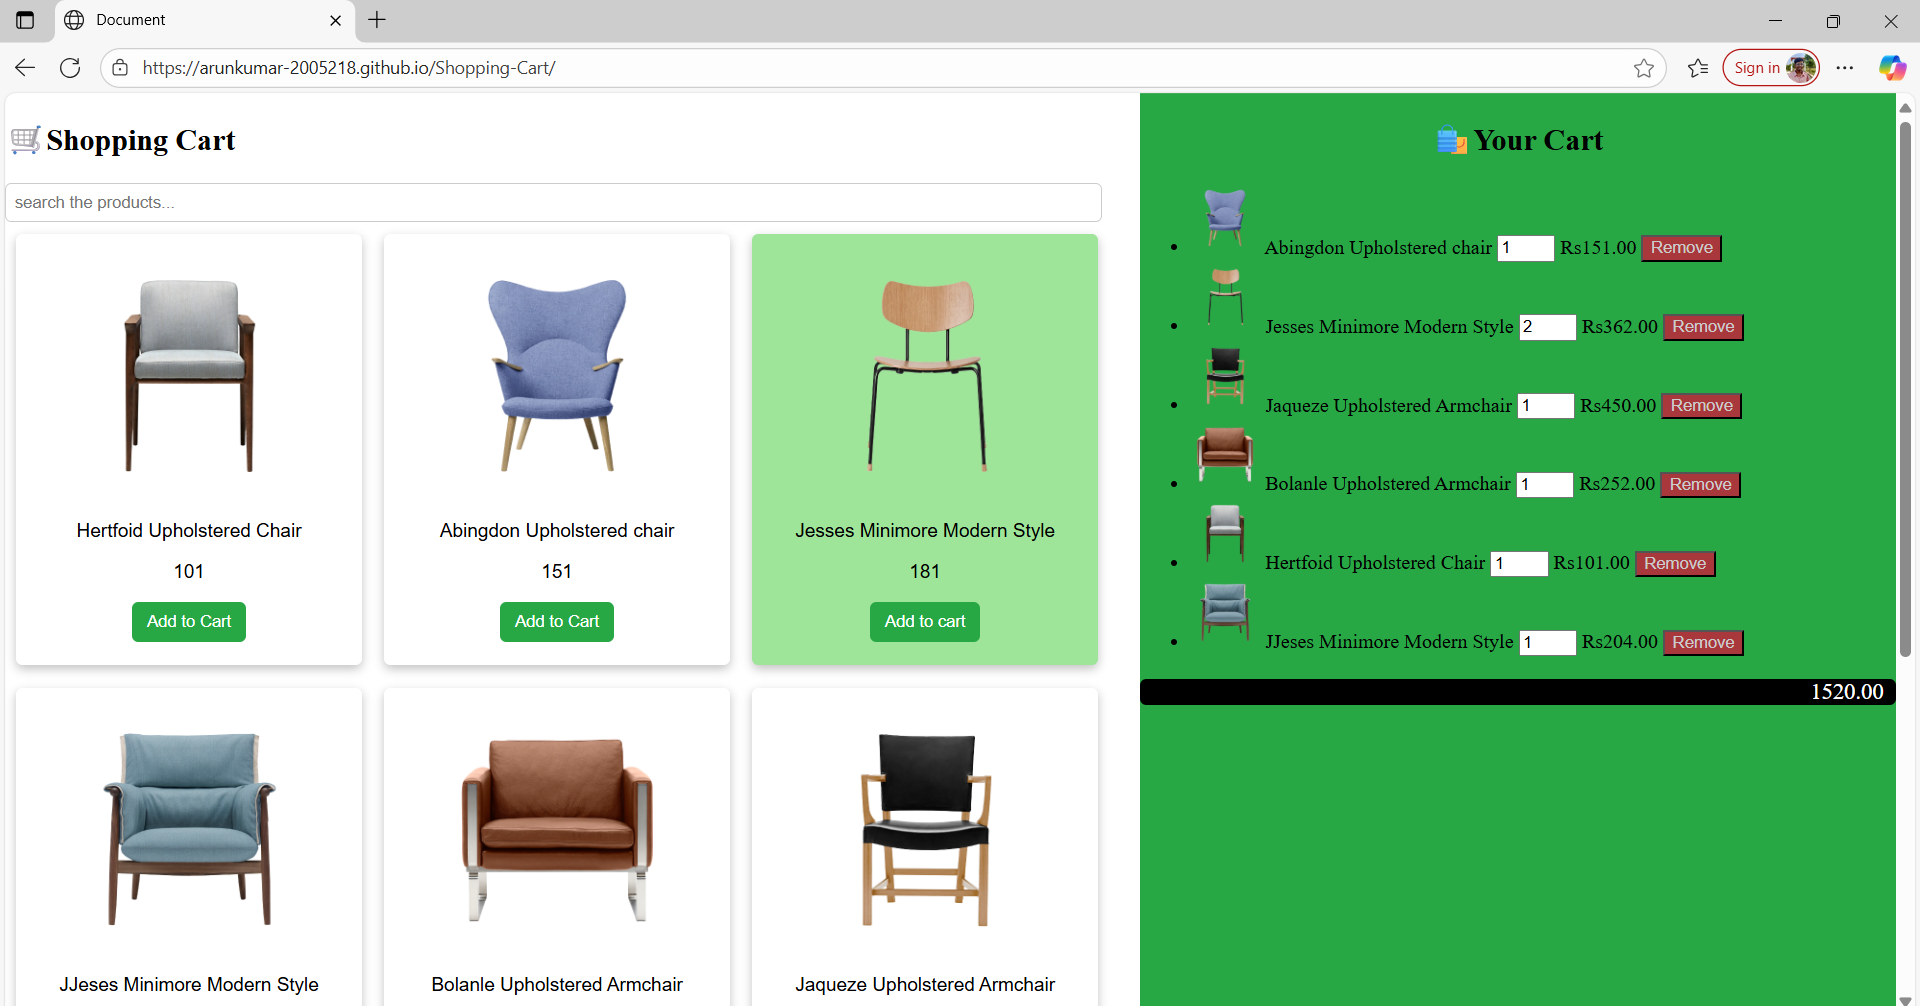 Document
https://arunkumar-2005218.github.io/Shopping-Cart/
Sign in
Shopping Cart
search the products...
Hertfoid Upholstered Chair
101
Add to Cart
Abingdon Upholstered chair
151
Add to Cart
Jesses Minimore Modern Style
181
Add to cart
JJeses Minimore Modern Style
Bolanle Upholstered Armchair
Jaqueze Upholstered Armchair
Your Cart
Abingdon Upholstered chair 1 Rs151.00 Remove
Jesses Minimore Modern Style 2 Rs362.00 Remove
Jaqueze Upholstered Armchair 1 Rs450.00 Remove
Bolanle Upholstered Armchair 1 Rs252.00 Remove
Hertfoid Upholstered Chair 1 Rs101.00 Remove
JJeses Minimore Modern Style 1 Rs204.00 Remove
1520.00